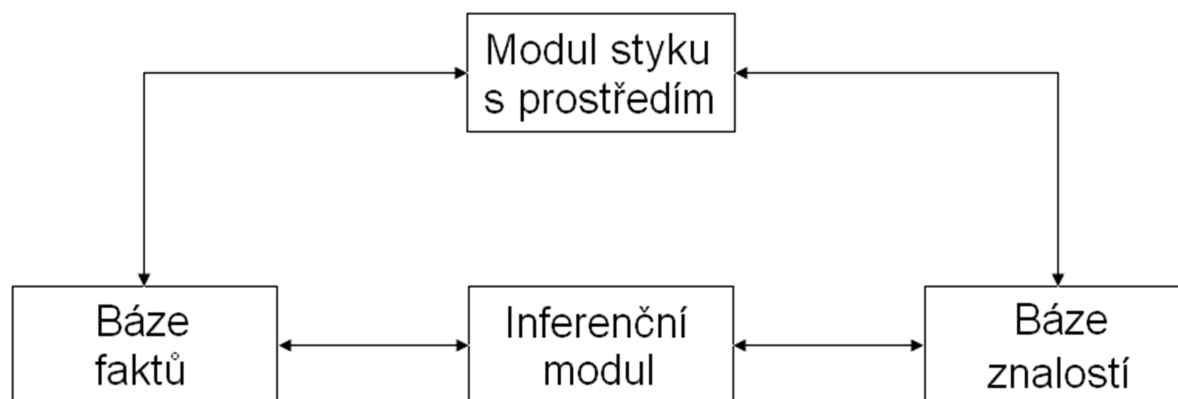 Modul styku
s prostředím
Báze
faktů
Inferenční
modul
Báze
znalostí